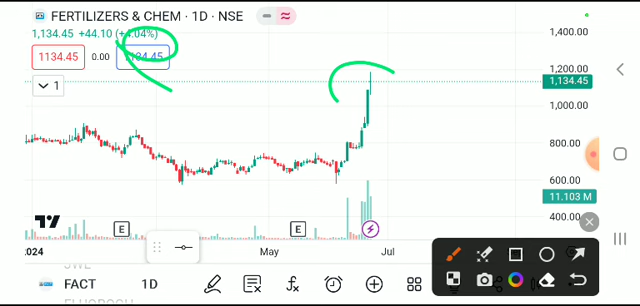 FERTILIZERS & CHEM · 1D · NSE
1,134.45 +44.10 (+4.04%)
1134.45 0.00 1134.45
1
1,400.00
1,200.00
1,134.45
1,000.00
800.00
600.00
11.103 M
400.00
E E
2024 May Jul
JWL
FACT 1D